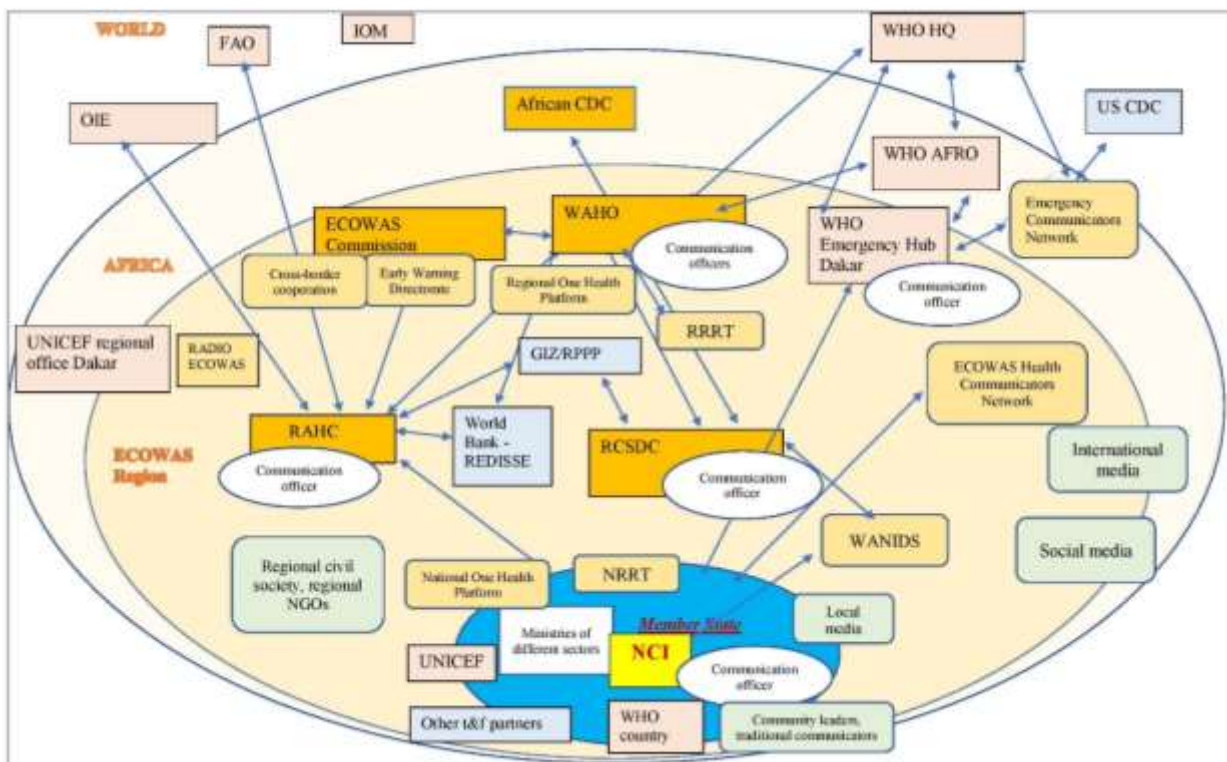 WORLD
FAO
IOM
WHO HQ
OIE
African CDC
US CDC
WHO AFRO
ECOWAS
Commission
WAHO
WHO
Emergency Hub
Dakar
Emergency
Communicators
Network
Communication
officers
AFRICA
Cross-border
cooperation
Early Warning
Directorate
Regional One Health
Platform
Communication
officer
UNICEF regional
office Dakar
RADIO
ECOWAS
RRRT
GIZ/RPPP
ECOWAS Health
Communicators
Network
RAHC
World
Bank -
REDISSE
RCSDC
ECOWAS
Region
Communication
officer
Communication
officer
International
media
WANIDS
Social media
Regional civil
society, regional
NGOs
National One Health
Platform
NRRT
Local
media
Member State
Ministries of
different sectors
NCI
UNICEF
Communication
officer
Other t&f partners
WHO
country
Community leaders,
traditional communicators